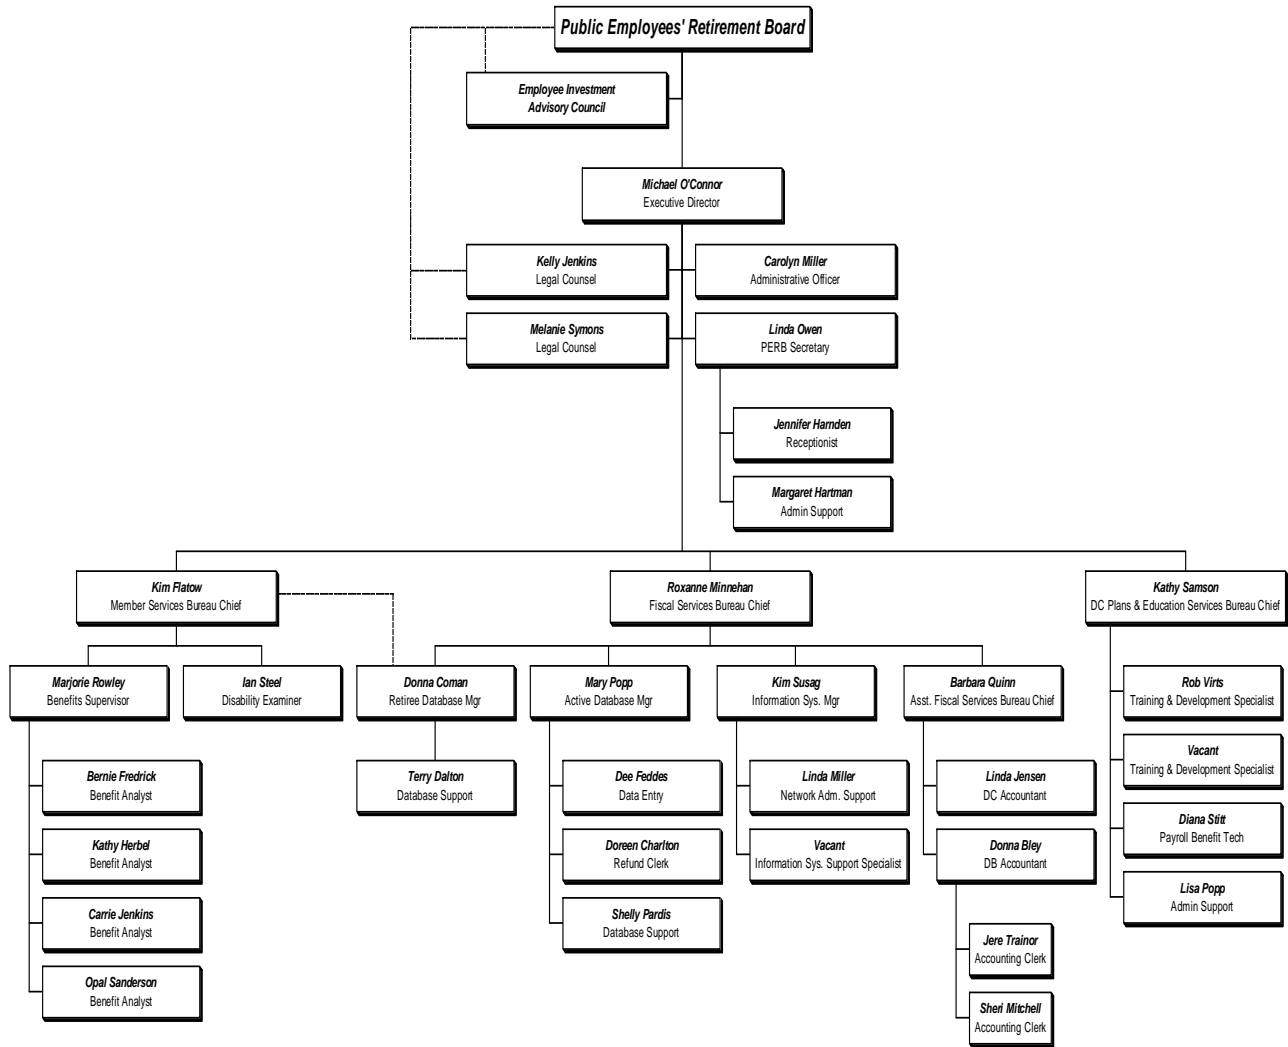 Public Employees' Retirement Board
Employee Investment
Advisory Council
Michael O'Connor
Executive Director
Kelly Jenkins
Legal Counsel
Carolyn Miller
Administrative Officer
Melanie Symons
Legal Counsel
Linda Owen
PERB Secretary
Jennifer Harnden
Receptionist
Margaret Hartman
Admin Support
Kim Flatow
Member Services Bureau Chief
Roxanne Minnehan
Fiscal Services Bureau Chief
Kathy Samson
DC Plans & Education Services Bureau Chief
Marjorie Rowley
Benefits Supervisor
Ian Steel
Disability Examiner
Donna Coman
Retiree Database Mgr
Mary Popp
Active Database Mgr
Kim Susag
Information Sys. Mgr
Barbara Quinn
Asst. Fiscal Services Bureau Chief
Rob Virts
Training & Development Specialist
Vacant
Training & Development Specialist
Diana Stitt
Payroll Benefit Tech
Lisa Popp
Admin Support
Bernie Fredrick
Benefit Analyst
Kathy Herbel
Benefit Analyst
Carrie Jenkins
Benefit Analyst
Opal Sanderson
Benefit Analyst
Terry Dalton
Database Support
Dee Feddes
Data Entry
Doreen Charlton
Refund Clerk
Shelly Pardis
Database Support
Linda Miller
Network Adm. Support
Vacant
Information Sys. Support Specialist
Linda Jensen
DC Accountant
Donna Bley
DB Accountant
Jere Trainor
Accounting Clerk
Sheri Mitchell
Accounting Clerk